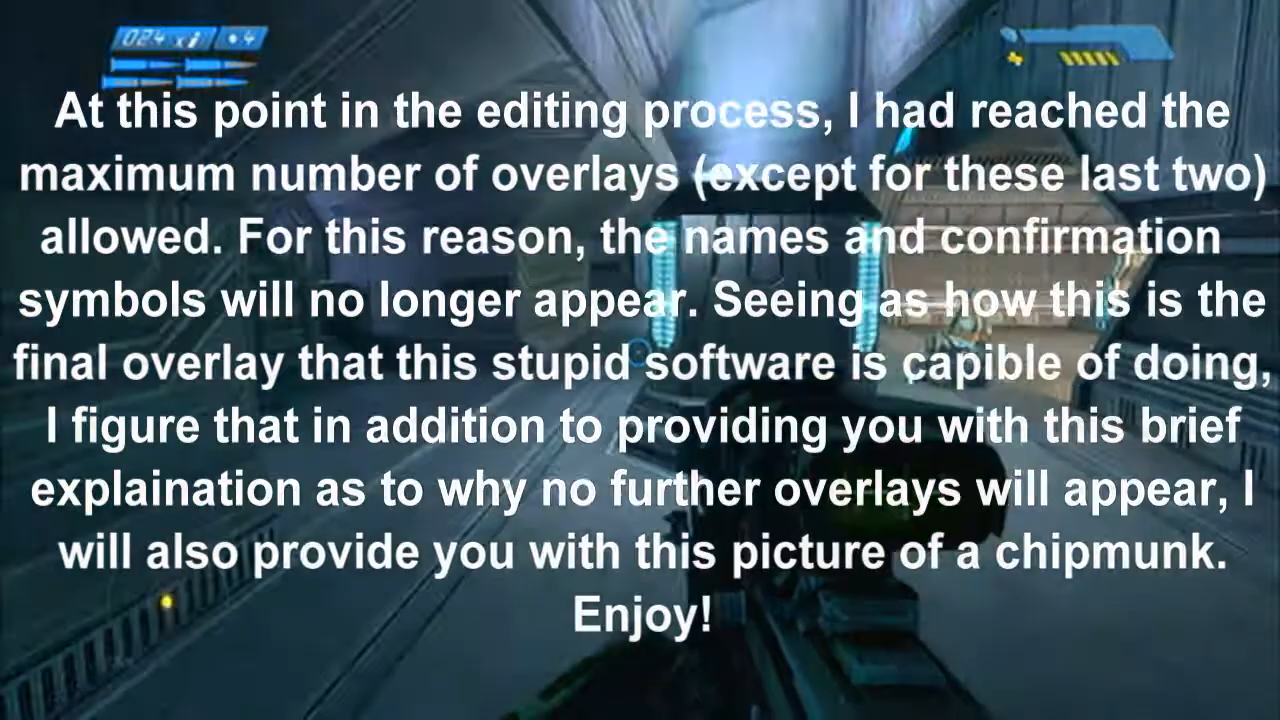 024 x • 4
At this point in the editing process, I had reached the
maximum number of overlays (except for these last two)
allowed. For this reason, the names and confirmation
symbols will no longer appear. Seeing as how this is the
final overlay that this stupid software is capible of doing,
I figure that in addition to providing you with this brief
explaination as to why no further overlays will appear, I
will also provide you with this picture of a chipmunk.
Enjoy!